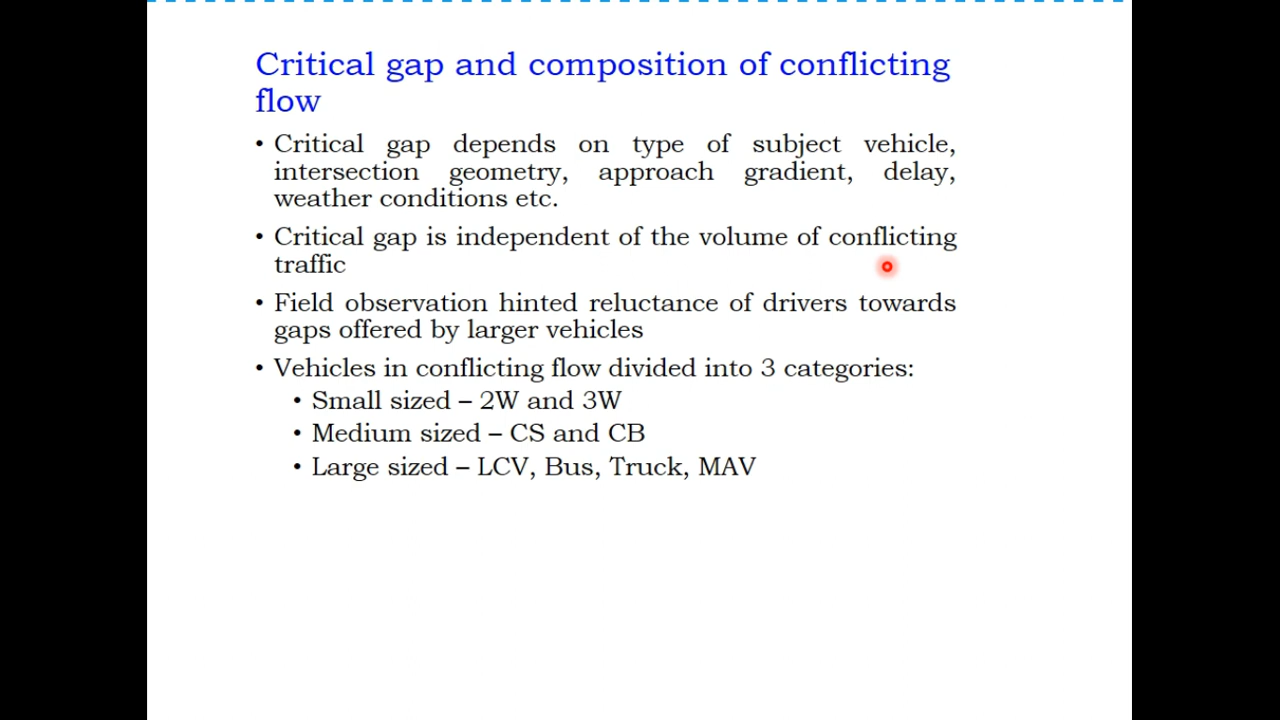 Critical gap and composition of conflicting
flow
• Critical gap depends on type of subject vehicle,
intersection geometry, approach gradient, delay,
weather conditions etc.
• Critical gap is independent of the volume of conflicting
traffic
• Field observation hinted reluctance of drivers towards
gaps offered by larger vehicles
• Vehicles in conflicting flow divided into 3 categories:
• Small sized – 2W and 3W
• Medium sized – CS and CB
• Large sized – LCV, Bus, Truck, MAV